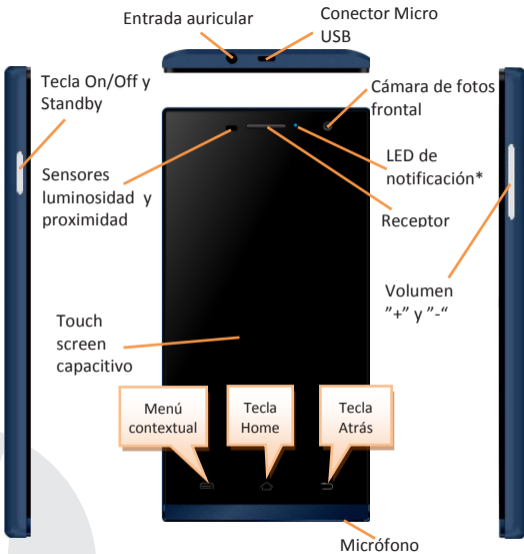 Entrada auricular
Conector Micro
USB
Tecla On/Off y
Standby
Cámara de fotos
frontal
Sensores
luminosidad y
proximidad
LED de
notificación*
Receptor
Volumen
”+” y ”-“
Touch
screen
capacitivo
Menú
contextual
Tecla
Home
Tecla
Atrás
Micrófono